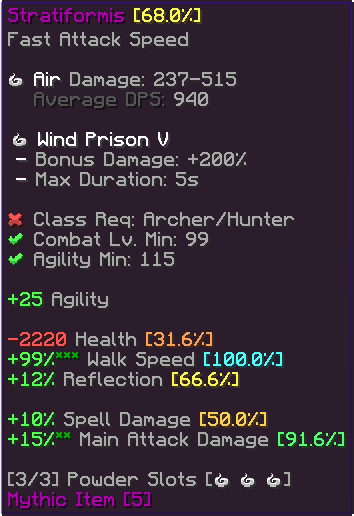 Stratiformis [68.0%]
Fast Attack Speed
Air Damage: 237-515
Average DPS: 940
Wind Prison V
- Bonus Damage: +200%
- Max Duration: 5s
✖ Class Req: Archer/Hunter
✔ Combat Lv. Min: 99
✔ Agility Min: 115
+25 Agility
-2220 Health [31.6%]
+99%*** Walk Speed [100.0%]
+12% Reflection [66.6%]
+10% Spell Damage [50.0%]
+15%** Main Attack Damage [91.6%]
[3/3] Powder Slots [ ]
Mythic Item [5]